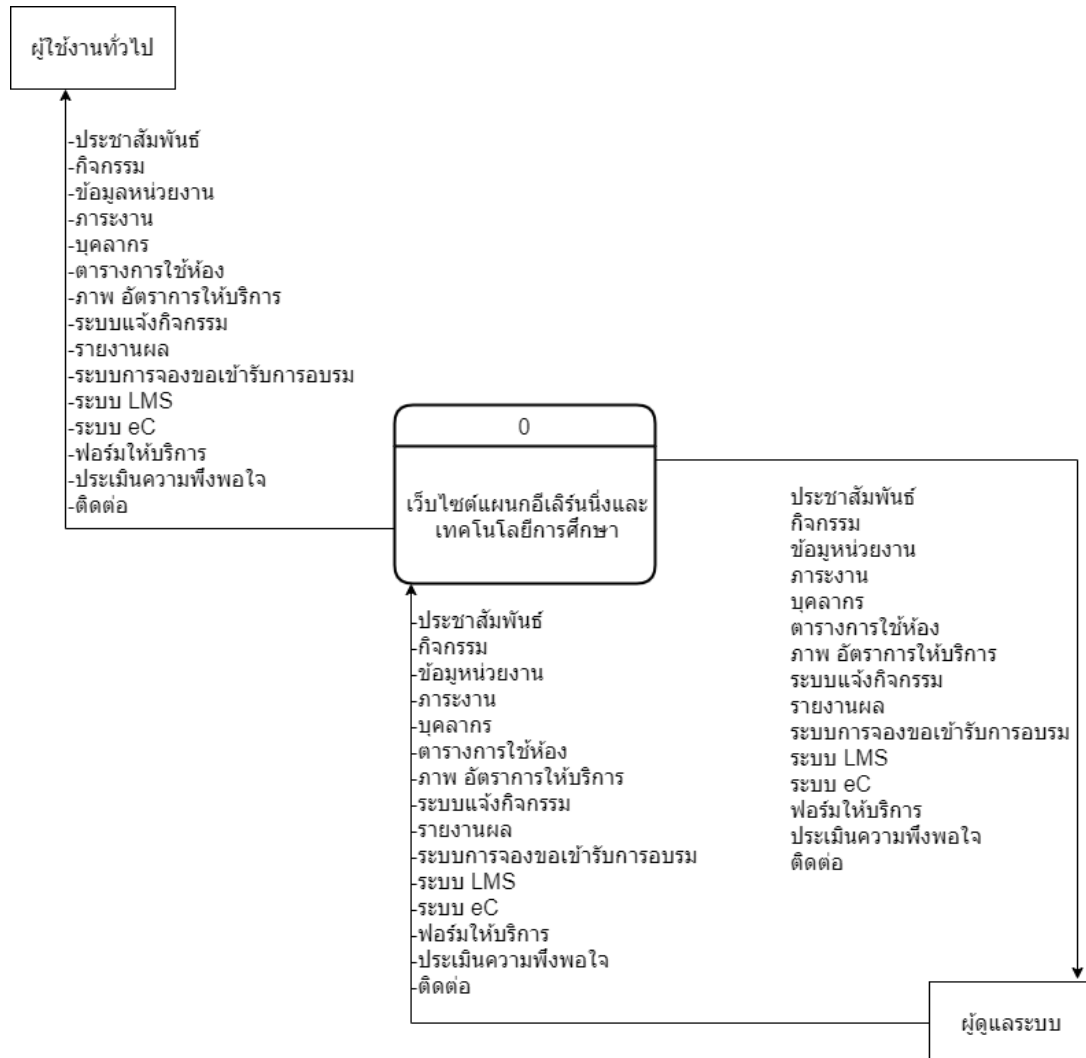 ผู้ใช้งานทั่วไป
-ประชาสัมพันธ์
-กิจกรรม
-ข้อมูลหน่วยงาน
-ภาระงาน
-บุคลากร
-ตารางการใช้ห้อง
-ภาพ อัตราการให้บริการ
-ระบบแจ้งกิจกรรม
-รายงานผล
-ระบบการจองขอเข้ารับการอบรม
-ระบบ LMS
-ระบบ eC
-ฟอร์มให้บริการ
-ประเมินความพึงพอใจ
-ติดต่อ
0
เว็บไซต์แผนกอีเลิร์นนิ่งและ
เทคโนโลยีการศึกษา
ประชาสัมพันธ์
กิจกรรม
ข้อมูหน่วยงาน
ภาระงาน
บุคลากร
ตารางการใช้ห้อง
ภาพ อัตราการให้บริการ
ระบบแจ้งกิจกรรม
รายงานผล
ระบบการจองขอเข้ารับการอบรม
ระบบ LMS
ระบบ eC
ฟอร์มให้บริการ
ประเมินความพึงพอใจ
ติดต่อ
-ประชาสัมพันธ์
-กิจกรรม
-ข้อมูหน่วยงาน
-ภาระงาน
-บุคลากร
-ตารางการใช้ห้อง
-ภาพ อัตราการให้บริการ
-ระบบแจ้งกิจกรรม
-รายงานผล
-ระบบการจองขอเข้ารับการอบรม
-ระบบ LMS
-ระบบ eC
-ฟอร์มให้บริการ
-ประเมินความพึงพอใจ
-ติดต่อ
ผู้ดูแลระบบ